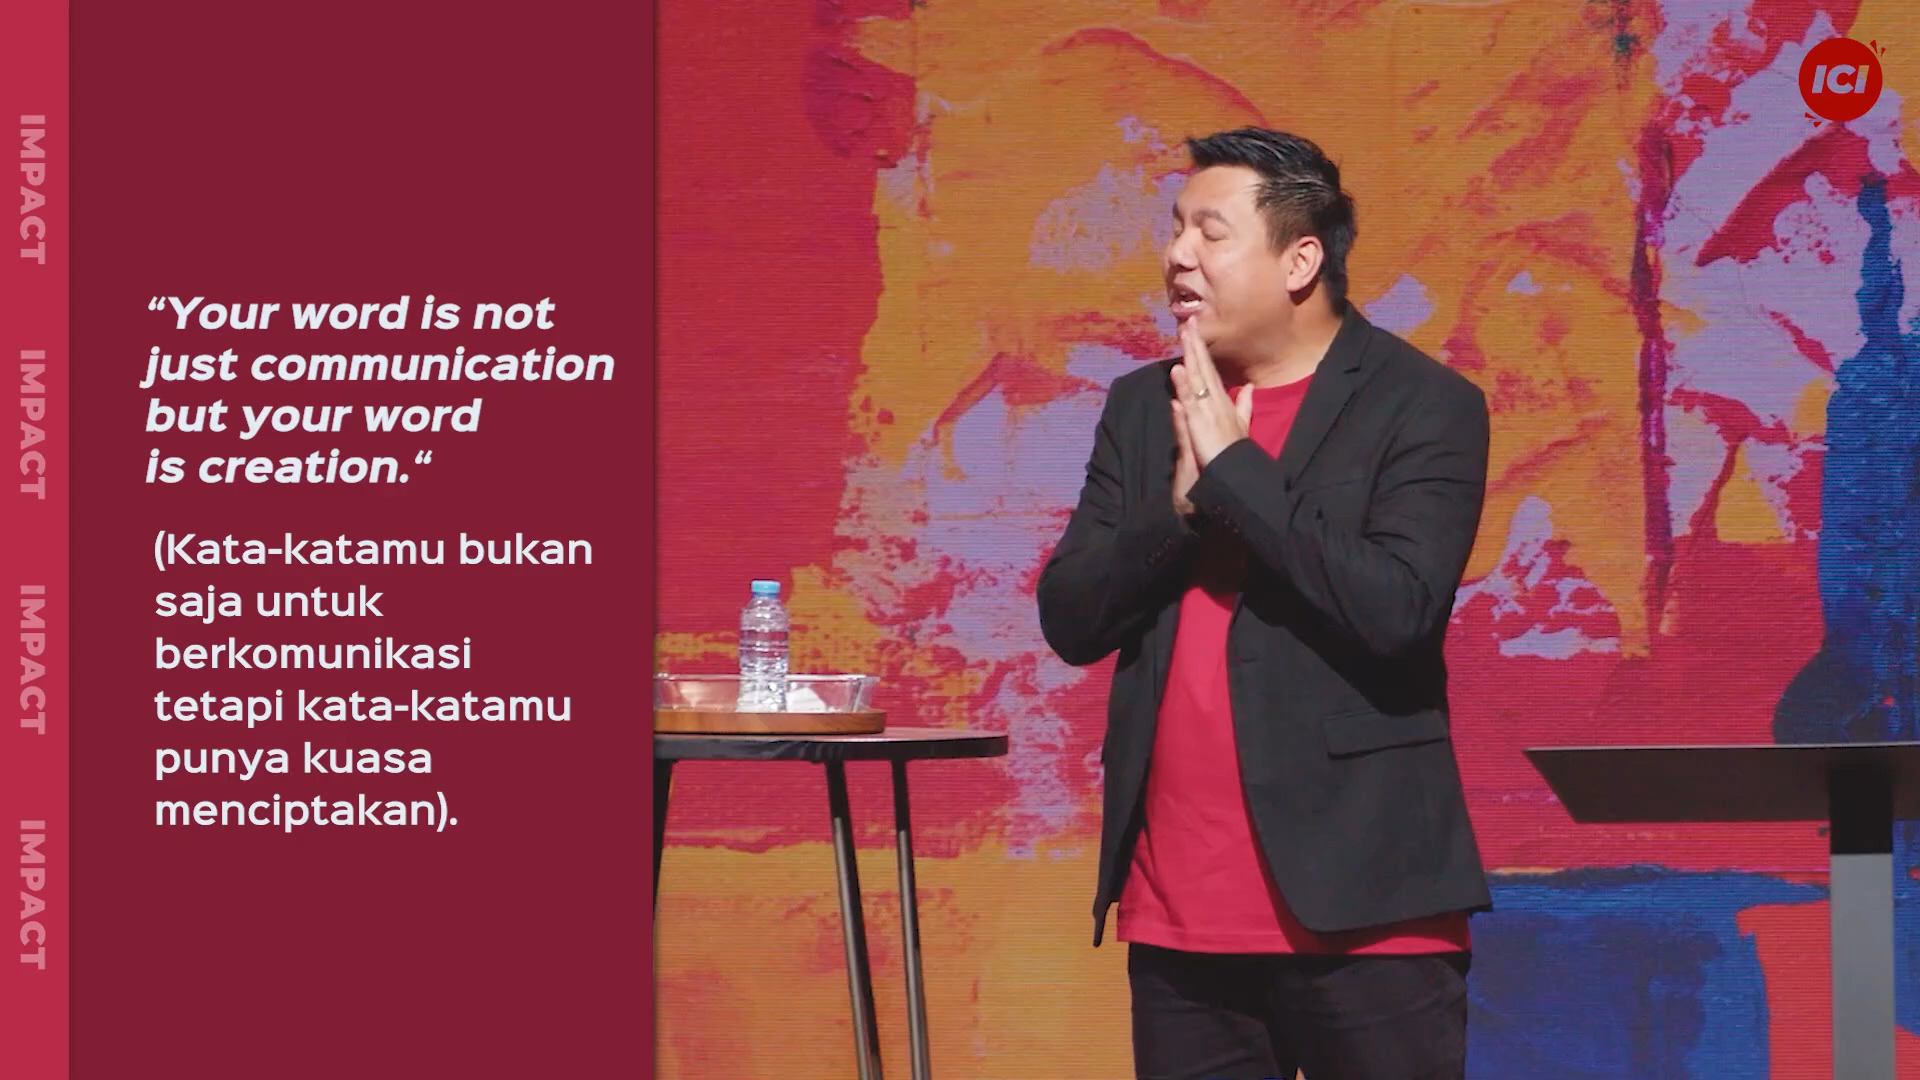 IMPACT
IMPACT
IMPACT
IMPACT
“Your word is not
just communication
but your word
is creation.“
(Kata-katamu bukan
saja untuk
berkomunikasi
tetapi kata-katamu
punya kuasa
menciptakan).
ICI